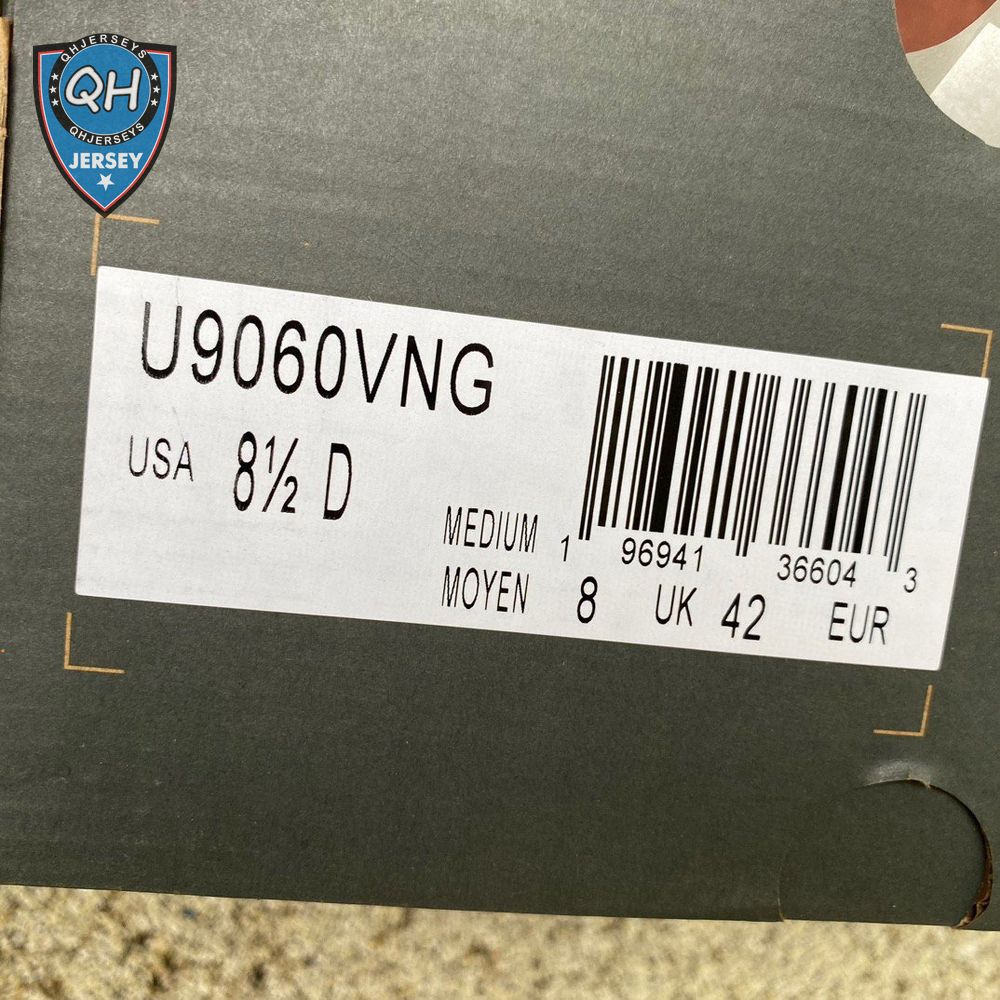 QHJERSEYS
QH
QHJERSEYS
JERSEY
U9060VNG
USA 8½ D
MEDIUM
MOYEN
1 96941 36604 3
8 UK 42 EUR